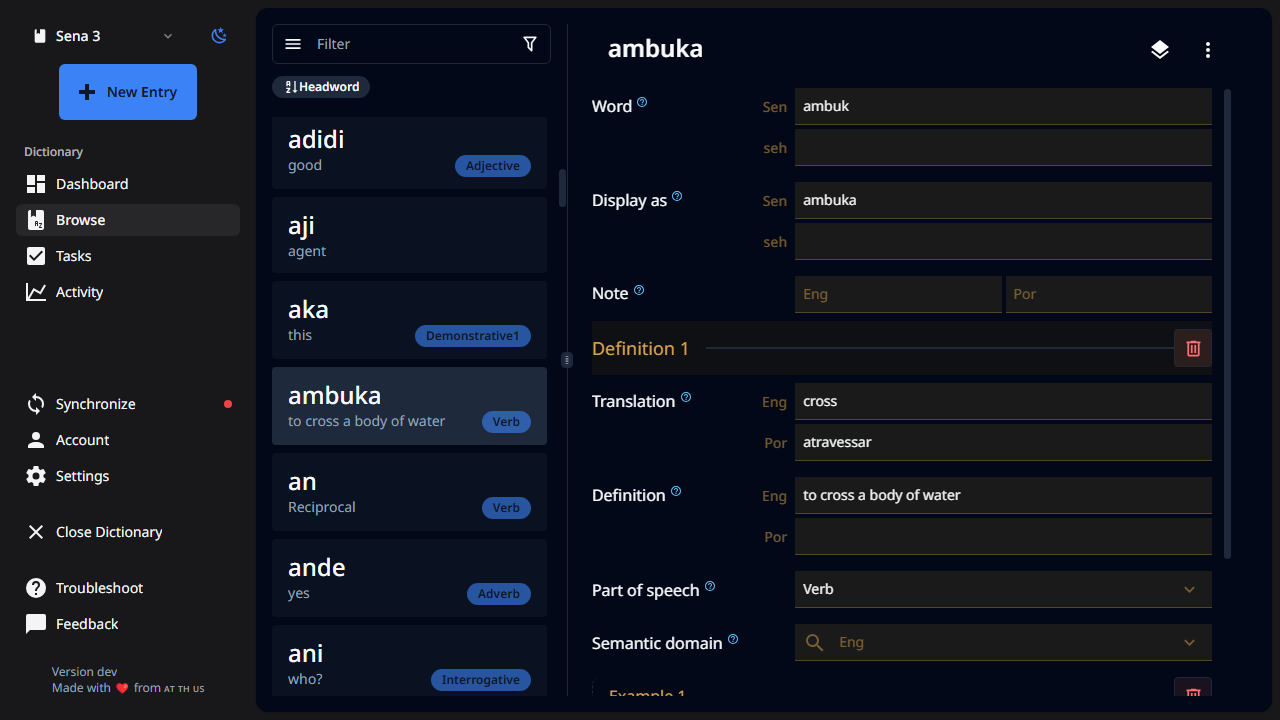 Sena 3
New Entry
Dictionary
Dashboard
Browse
Tasks
Activity
Synchronize
Account
Settings
Close Dictionary
Troubleshoot
Feedback
Version dev
Made with ❤️ from AT TH US
Filter
Headword
adidi
good
Adjective
aji
agent
aka
this
Demonstrative1
ambuka
to cross a body of water
Verb
an
Reciprocal
Verb
ande
yes
Adverb
ani
who?
Interrogative
ambuka
Word
Sen ambuk
seh
Display as
Sen ambuka
seh
Note
Eng
Por
Definition 1
Translation
Eng cross
Por atravessar
Definition
Eng to cross a body of water
Por
Part of speech
Verb
Semantic domain
Eng
Example 1